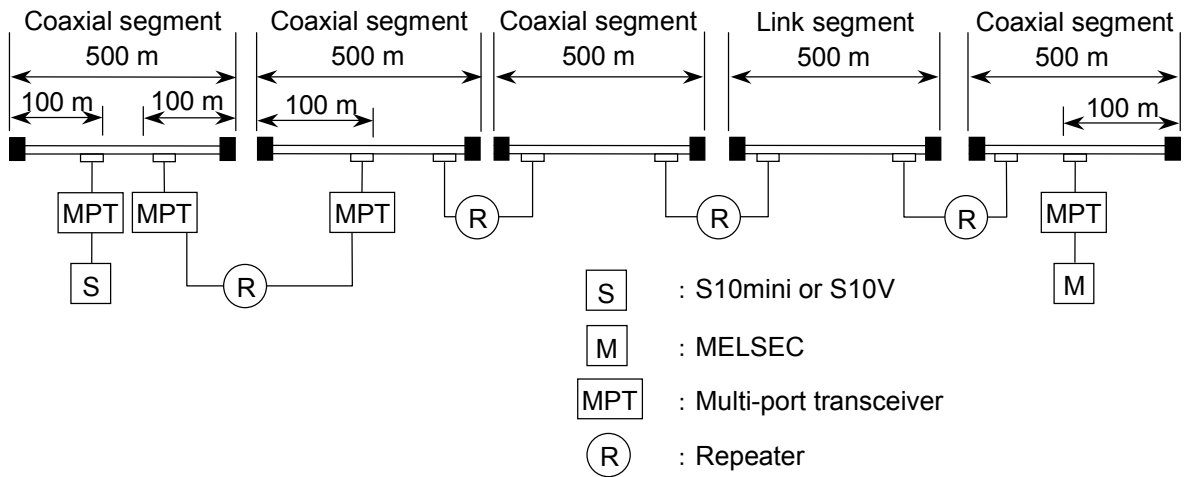 Coaxial segment Coaxial segment Coaxial segment Link segment Coaxial segment
500 m 500 m 500 m 500 m 500 m
100 m 100 m 100 m 100 m
MPT MPT MPT R R R MPT
S R M
S : S10mini or S10V
M : MELSEC
MPT : Multi-port transceiver
R : Repeater